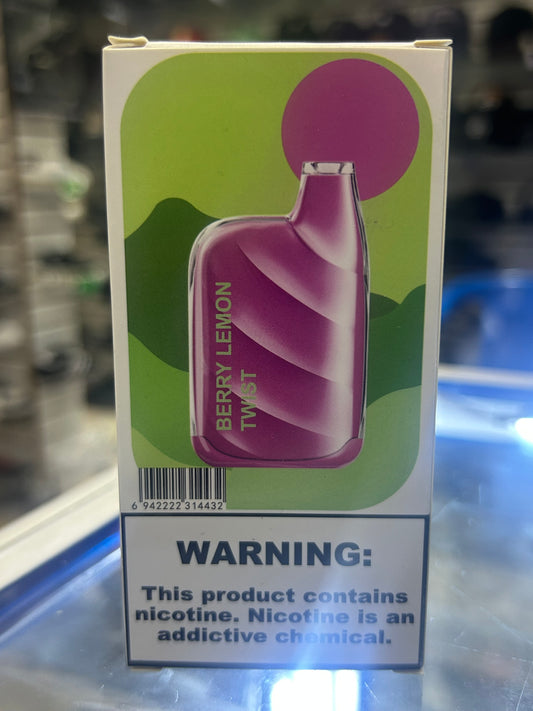 BERRY LEMON
TWIST
6 942222 314432
WARNING:
This product contains
nicotine. Nicotine is an
addictive chemical.